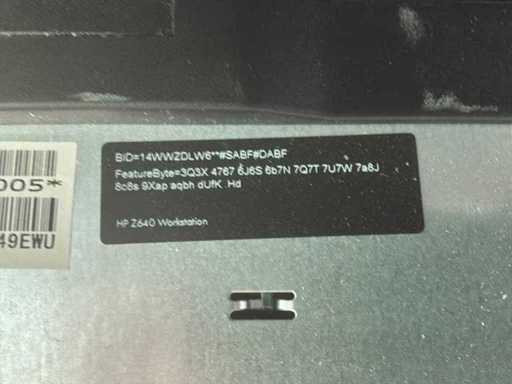 BID=14WWZDLW6**#SABF#DABF
FeatureByte=3Q3X 4767 6J6S 6b7N 7Q7T 7U7W 7a8J
8c8s 9Xap aqbh dUfK .Hd
HP Z640 Workstation
005*
49EWU